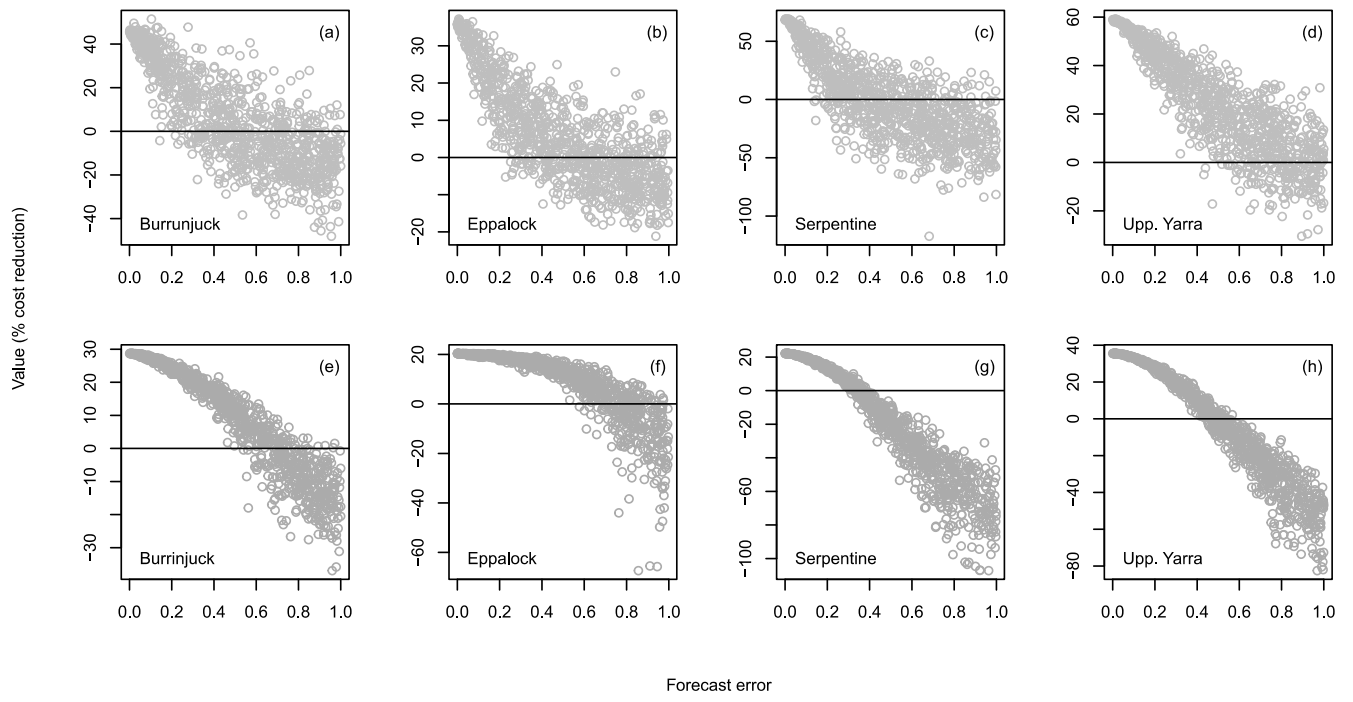 Value (% cost reduction)
(a)
40
20
0
−20
−40
Burrunjuck
0.0 0.2 0.4 0.6 0.8 1.0
(b)
30
10
0
−20
Eppalock
0.0 0.2 0.4 0.6 0.8 1.0
(c)
50
0
−50
−100
Serpentine
0.0 0.2 0.4 0.6 0.8 1.0
(d)
60
40
20
0
−20
Upp. Yarra
0.0 0.2 0.4 0.6 0.8 1.0
(e)
30
20
10
0
−10
−30
Burrinjuck
0.0 0.2 0.4 0.6 0.8 1.0
(f)
20
0
−20
−40
−60
Eppalock
0.0 0.2 0.4 0.6 0.8 1.0
(g)
20
0
−20
−60
−100
Serpentine
0.0 0.2 0.4 0.6 0.8 1.0
(h)
40
20
0
−40
−80
Upp. Yarra
0.0 0.2 0.4 0.6 0.8 1.0
Forecast error